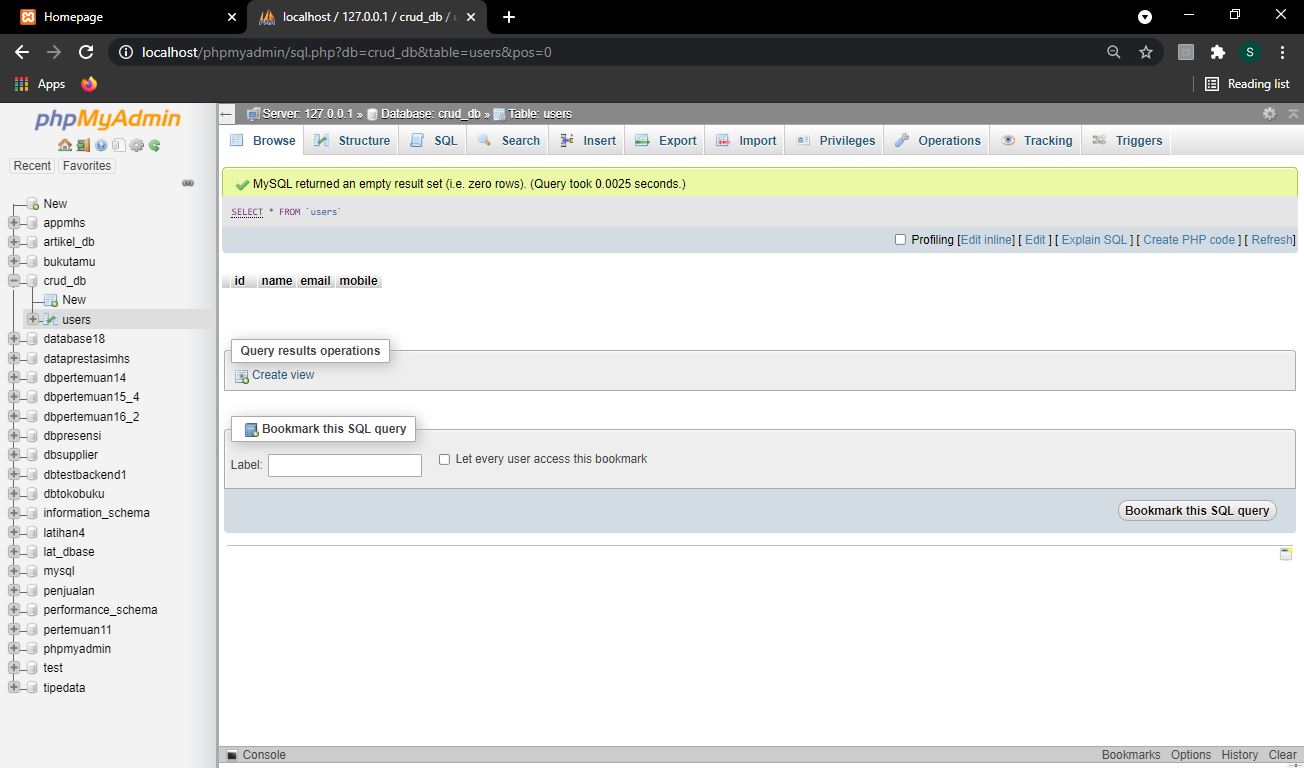 Homepage
localhost / 127.0.0.1 / crud_db / u
localhost/phpmyadmin/sql.php?db=crud_db&table=users&pos=0
S
Apps
Reading list
phpMyAdmin
Recent
Favorites
New
appmhs
artikel_db
bukutamu
crud_db
New
users
database18
dataprestasimhs
dbpertemuan14
dbpertemuan15_4
dbpertemuan16_2
dbpresensi
dbsupplier
dbtestbackend1
dbtokobuku
information_schema
latihan4
lat_dbase
mysql
penjualan
performance_schema
pertemuan11
phpmyadmin
test
tipedata
Server: 127.0.0.1 » Database: crud_db » Table: users
Browse Structure SQL Search Insert Export Import Privileges Operations Tracking Triggers
MySQL returned an empty result set (i.e. zero rows). (Query took 0.0025 seconds.)
SELECT * FROM `users`
Profiling [Edit inline] [ Edit ] [ Explain SQL ] [ Create PHP code ] [ Refresh]
id name email mobile
Query results operations
Create view
Bookmark this SQL query
Label:
Let every user access this bookmark
Bookmark this SQL query
Console
Bookmarks Options History Clear